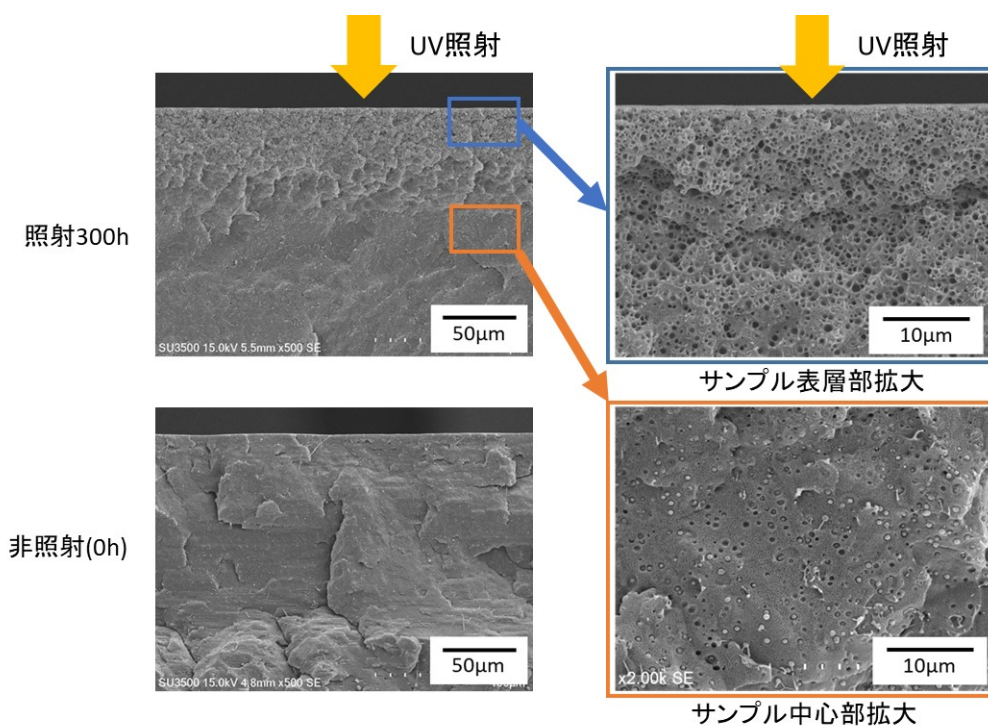 UV照射
UV照射
照射300h
50μm
SU3500 15.0kV 5.5mm x500 SE
10μm
サンプル表層部拡大
非照射(0h)
50μm
SU3500 15.0kV 4.8mm x500 SE
10μm
x2.00k SE
サンプル中心部拡大